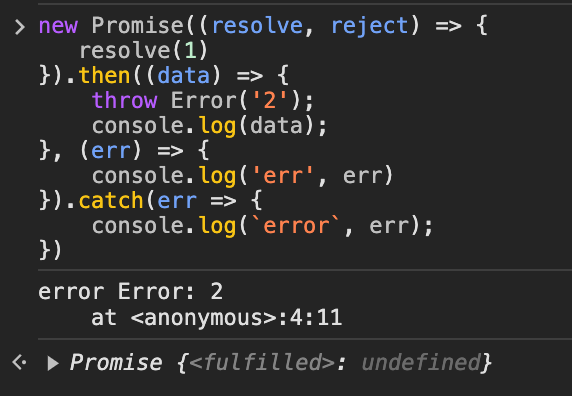 new Promise((resolve, reject) => {
   resolve(1)
}).then((data) => {
    throw Error('2');
    console.log(data);
}, (err) => {
    console.log('err', err)
}).catch(err => {
    console.log(`error`, err);
})
error Error: 2
    at <anonymous>:4:11
Promise {<fulfilled>: undefined}